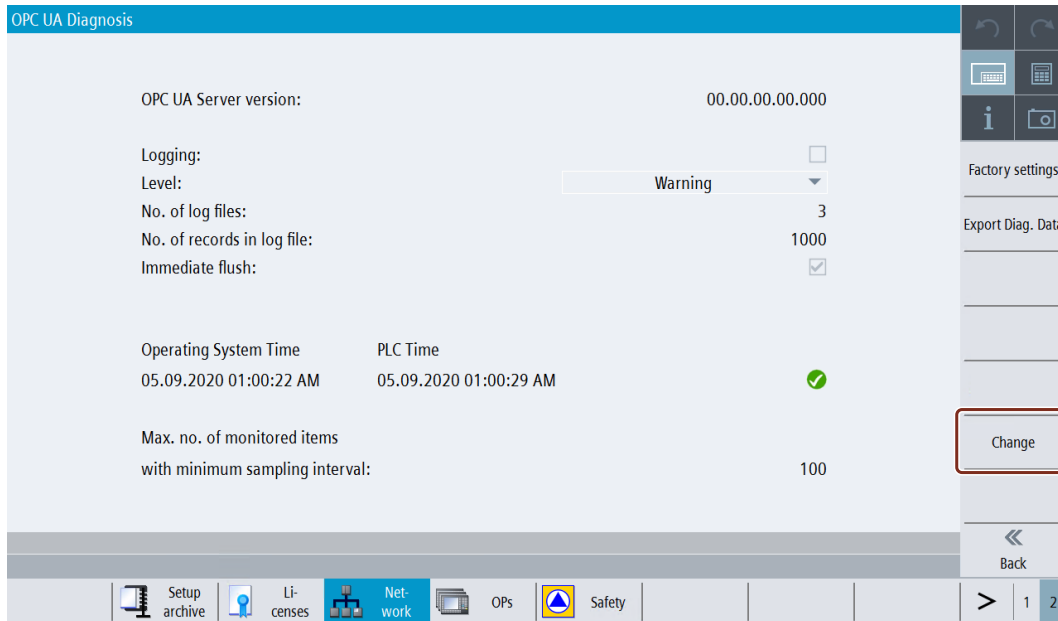 OPC UA Diagnosis
OPC UA Server version: 00.00.00.00.000
Logging:
Level: Warning
No. of log files: 3
No. of records in log file: 1000
Immediate flush:
Operating System Time PLC Time
05.09.2020 01:00:22 AM 05.09.2020 01:00:29 AM
Max. no. of monitored items
with minimum sampling interval: 100
Factory settings
Export Diag. Data
Change
Back
Setup
archive
Li-
censes
Net-
work
OPs
Safety
> 1 2